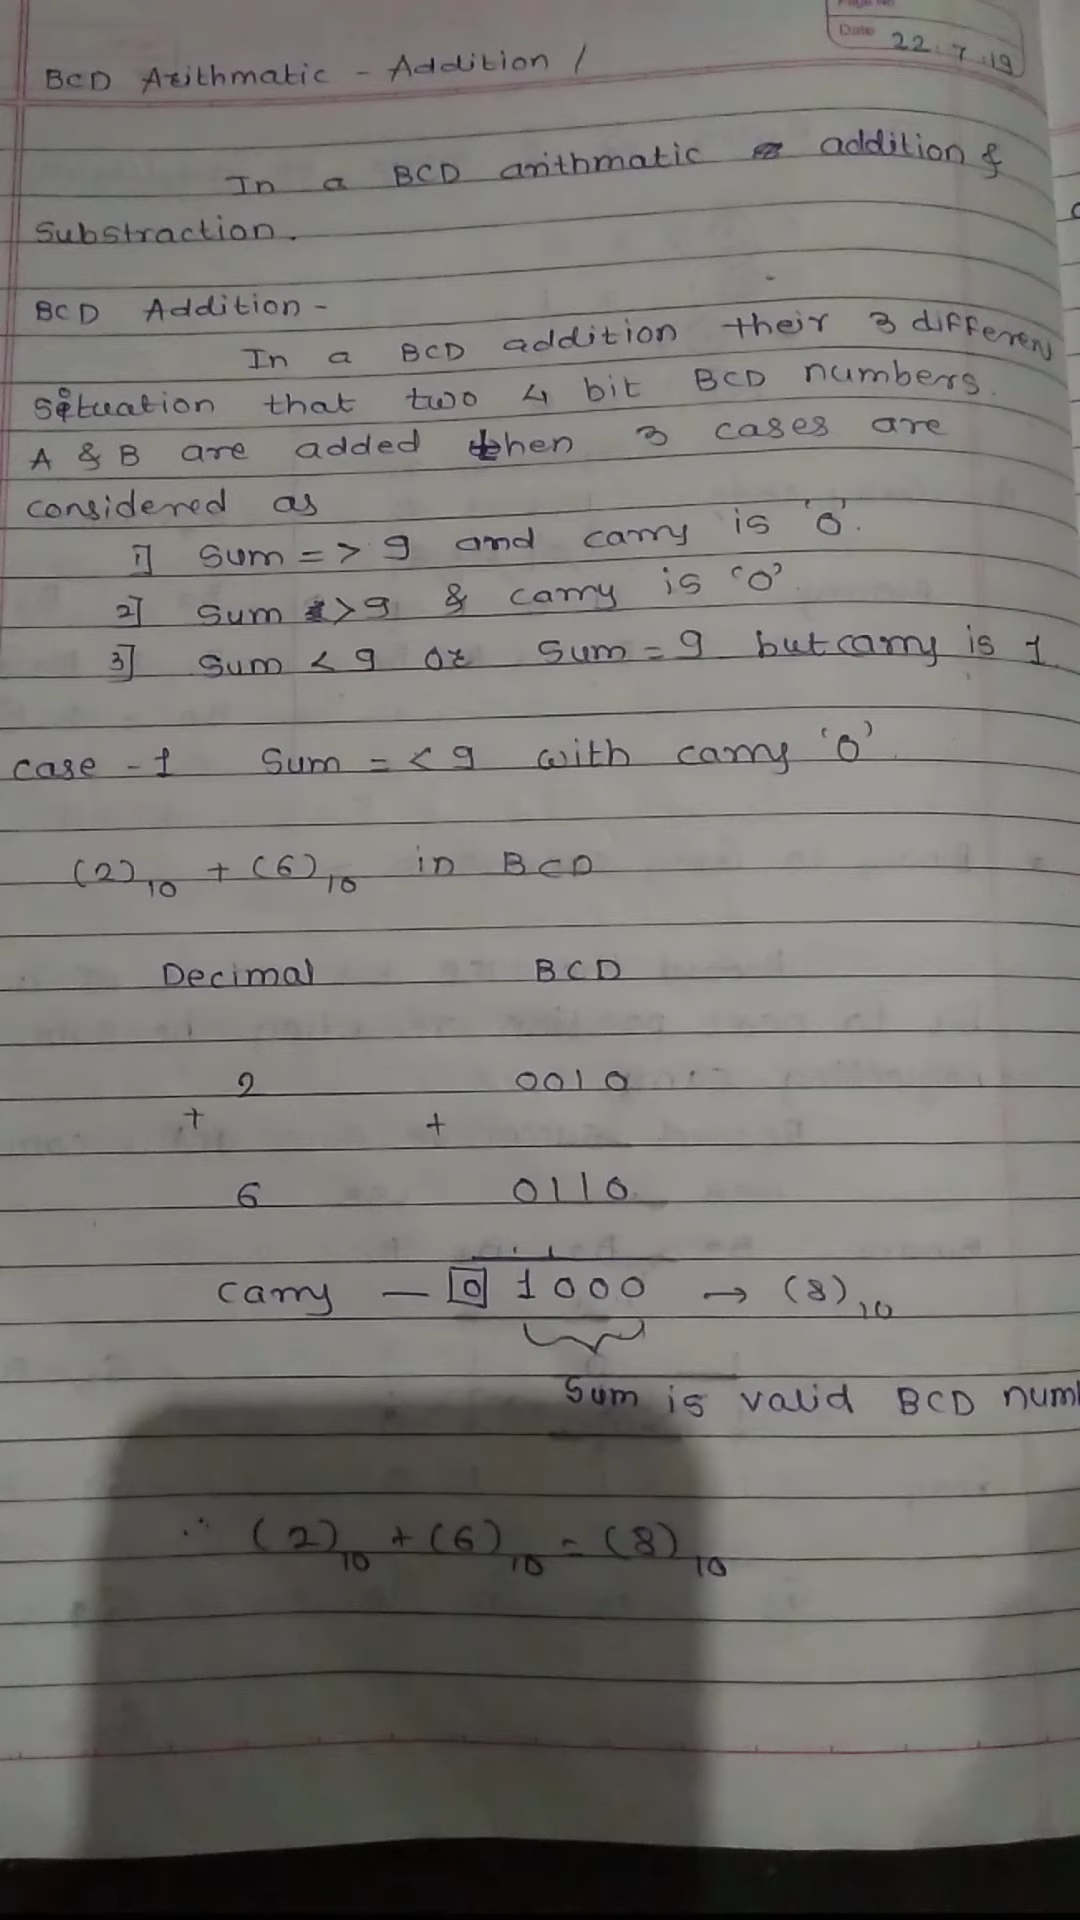 Page No
Date 22.7.19
BCD Arithmatic - Addition /
In a BCD arithmatic addition &
Substraction.
BCD Addition -
In a BCD addition their 3 differen
Situation that two 4 bit BCD numbers.
A & B are added then 3 cases are
considered as
1] Sum = > 9 and carry is '0'.
2] Sum > 9 & carry is '0'
3] Sum < 9 or Sum = 9 but carry is 1
case - 1 Sum = < 9 with carry '0'
(2)10 + (6)10 in BCD
Decimal BCD
2 0010
+ +
6 0110
carry — 0 1000 → (8)10
Sum is valid BCD num
∴ (2)10 + (6)10 = (8)10